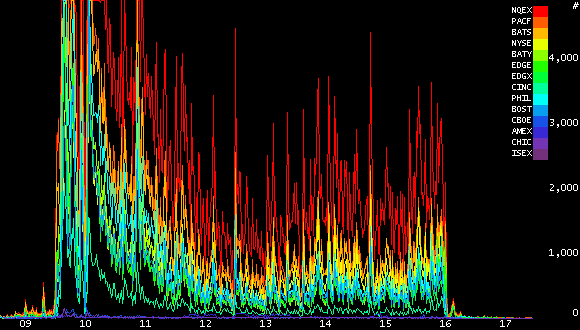 #
NQEX
PACF
BATS
NYSE
BATY
EDGE
EDGX
CINC
PHIL
BOST
CBOE
AMEX
CHIC
ISEX
4,000
3,000
2,000
1,000
0
09 10 11 12 13 14 15 16 17